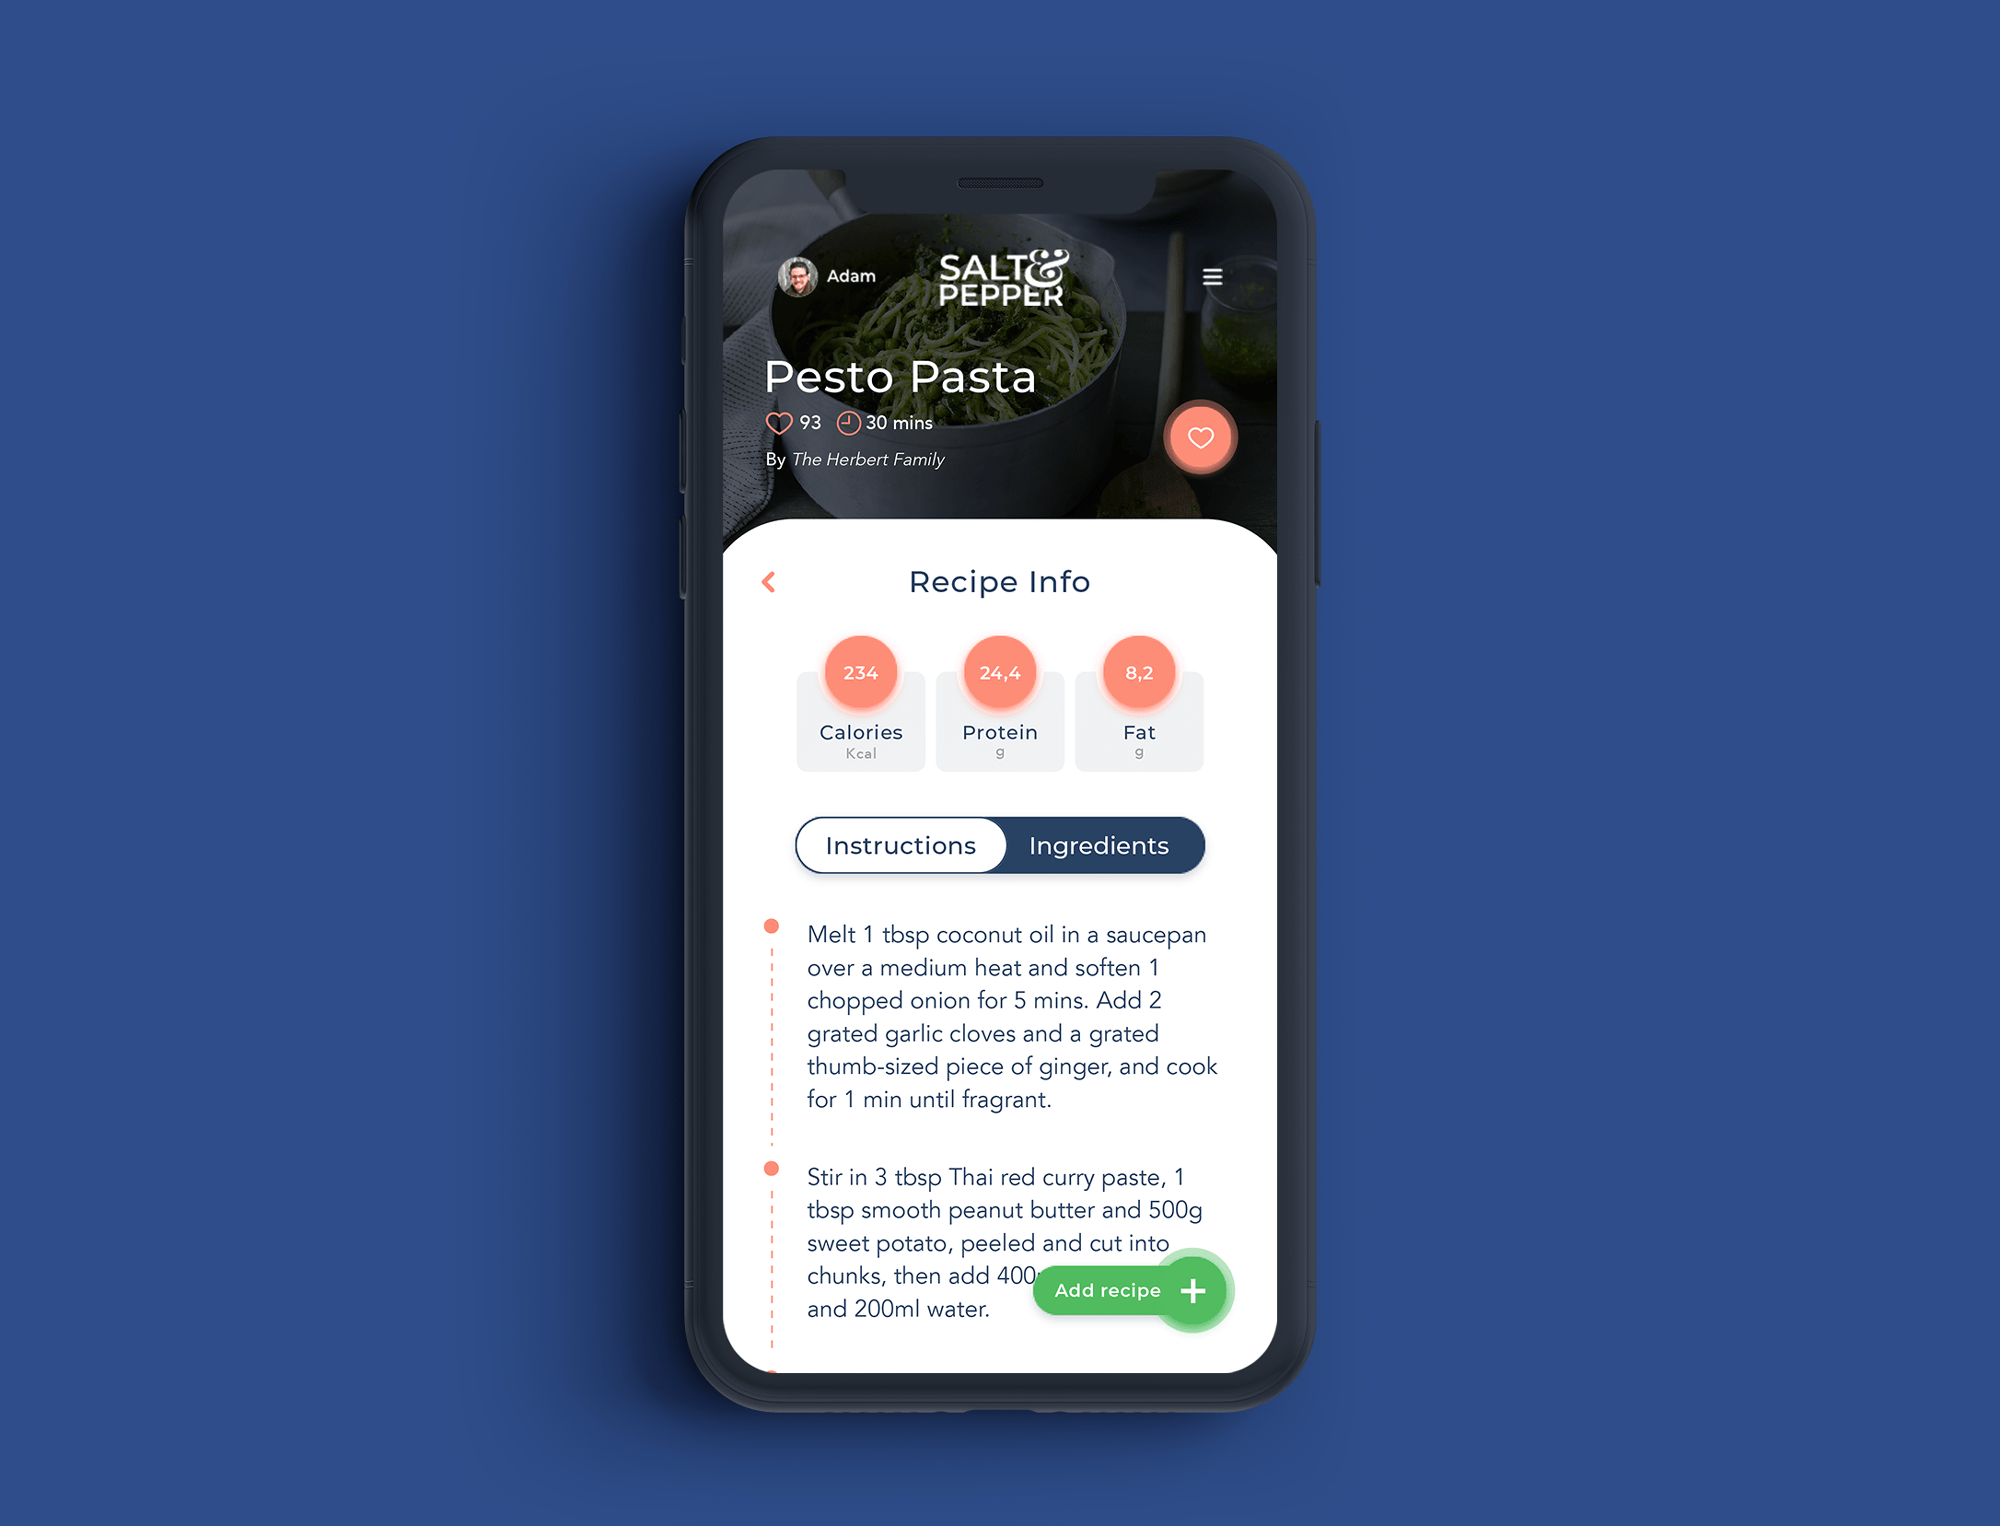 Adam
SALT&
PEPPER
Pesto Pasta
93 30 mins
By The Herbert Family
Recipe Info
234 24,4 8,2
Calories Protein Fat
Kcal g g
Instructions Ingredients
Melt 1 tbsp coconut oil in a saucepan
over a medium heat and soften 1
chopped onion for 5 mins. Add 2
grated garlic cloves and a grated
thumb-sized piece of ginger, and cook
for 1 min until fragrant.
Stir in 3 tbsp Thai red curry paste, 1
tbsp smooth peanut butter and 500g
sweet potato, peeled and cut into
chunks, then add 400
and 200ml water.
Add recipe +